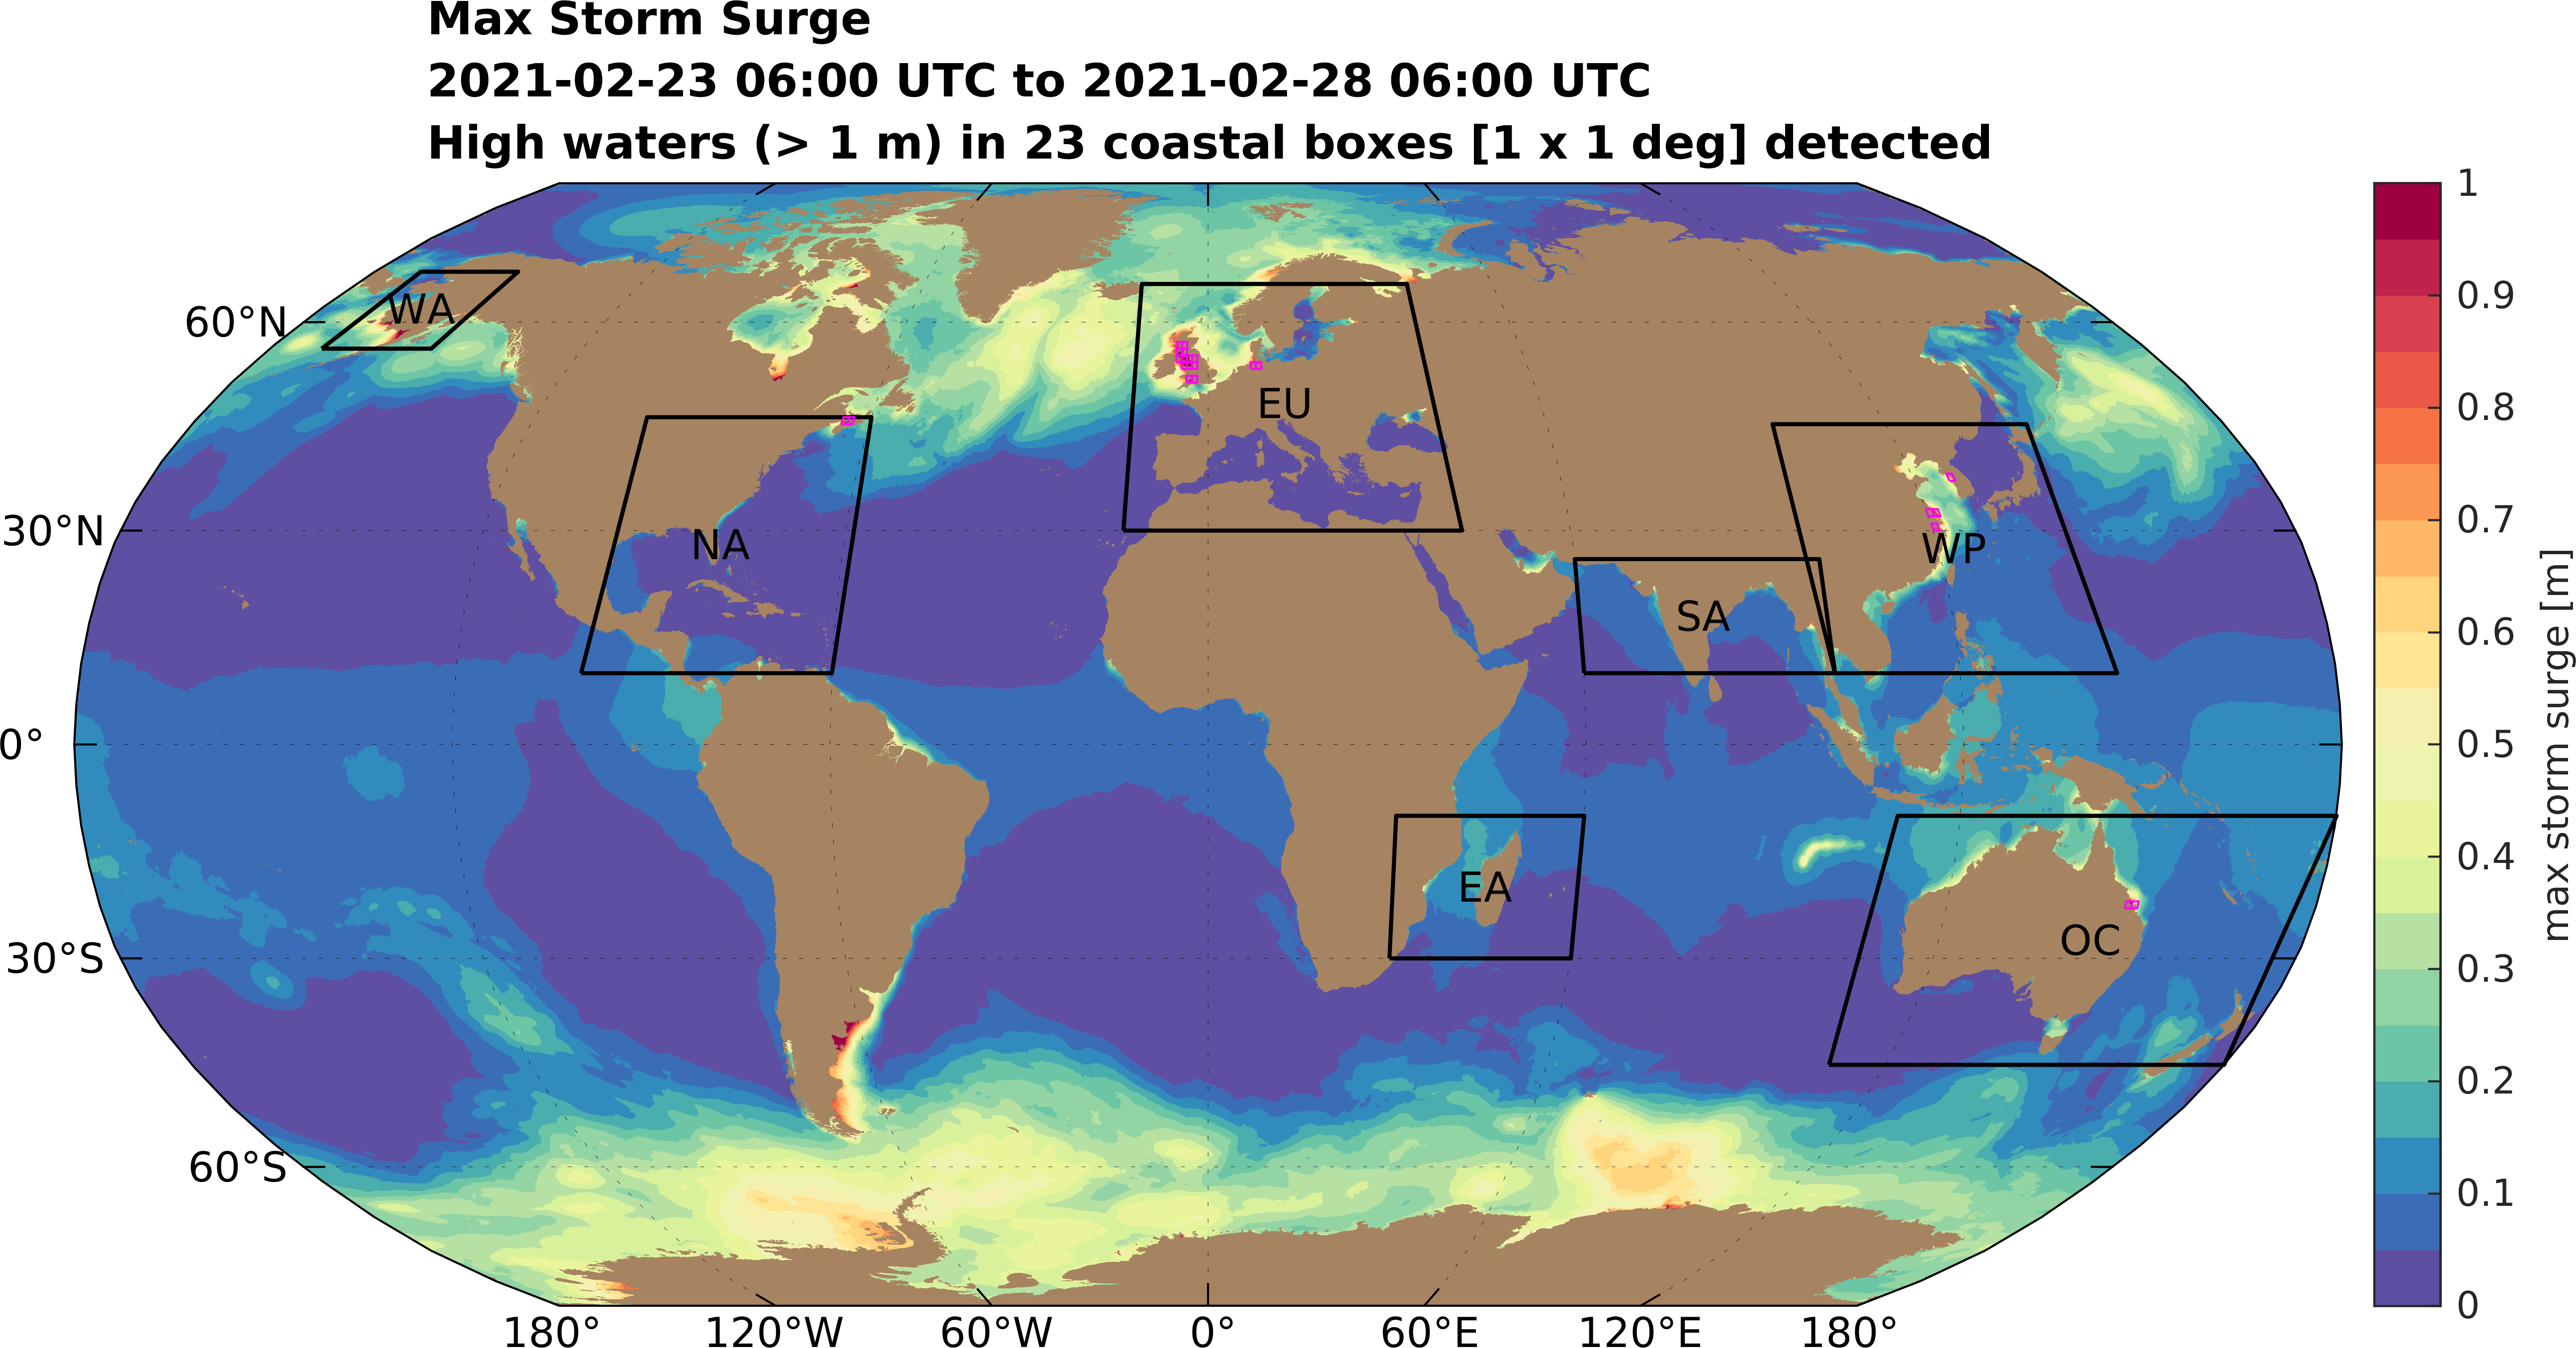 Max Storm Surge
2021-02-23 06:00 UTC to 2021-02-28 06:00 UTC
High waters (> 1 m) in 23 coastal boxes [1 x 1 deg] detected
60°N
30°N
0°
30°S
60°S
WA
NA
EU
SA
WP
EA
OC
180°
120°W
60°W
0°
60°E
120°E
180°
1
0.9
0.8
0.7
0.6
0.5
0.4
0.3
0.2
0.1
0
max storm surge [m]